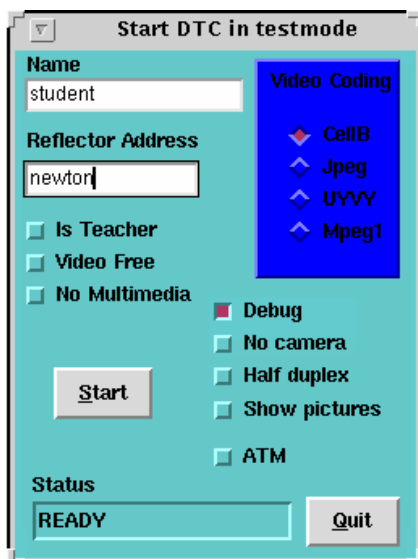 Start DTC in testmode
Name
student
Video Coding
CellB
Jpeg
UYVY
Mpeg1
Reflector Address
newton
Is Teacher
Video Free
No Multimedia
Debug
No camera
Half duplex
Show pictures
ATM
Start
Status
READY
Quit